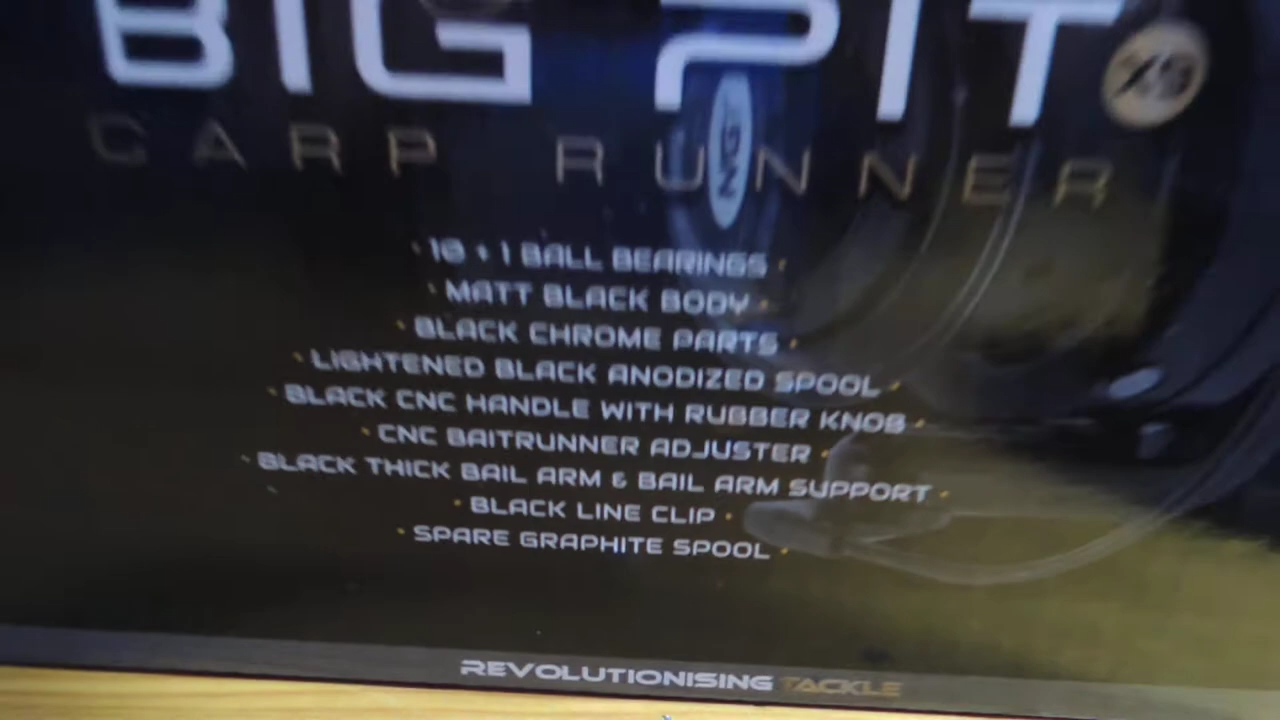 BIG PIT
CARP RUNNER
NGT
· 10 + 1 BALL BEARINGS ·
· MATT BLACK BODY ·
· BLACK CHROME PARTS ·
· LIGHTENED BLACK ANODIZED SPOOL ·
· BLACK CNC HANDLE WITH RUBBER KNOB ·
· CNC BAITRUNNER ADJUSTER ·
· BLACK THICK BAIL ARM & BAIL ARM SUPPORT ·
· BLACK LINE CLIP ·
· SPARE GRAPHITE SPOOL ·
REVOLUTIONISING TACKLE